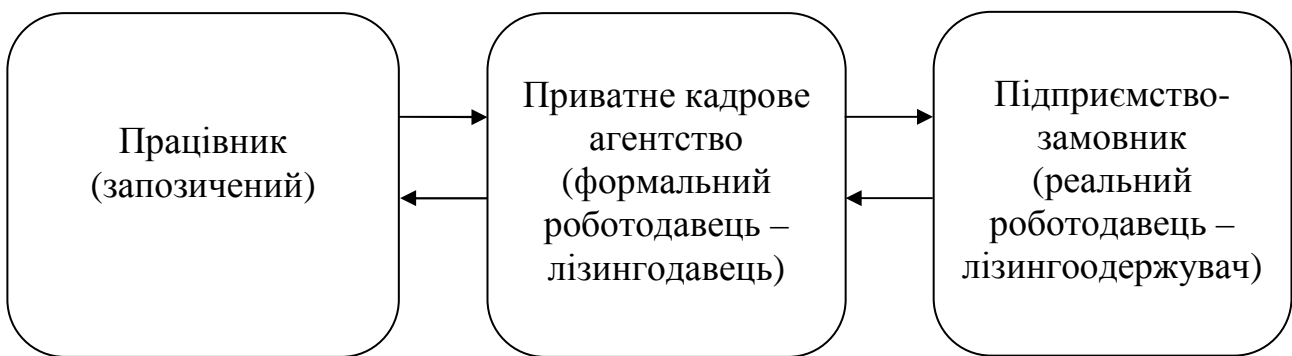 Працівник
(запозичений)
Приватне кадрове
агентство
(формальний
роботодавець –
лізингодавець)
Підприємство-
замовник
(реальний
роботодавець –
лізингоодержувач)